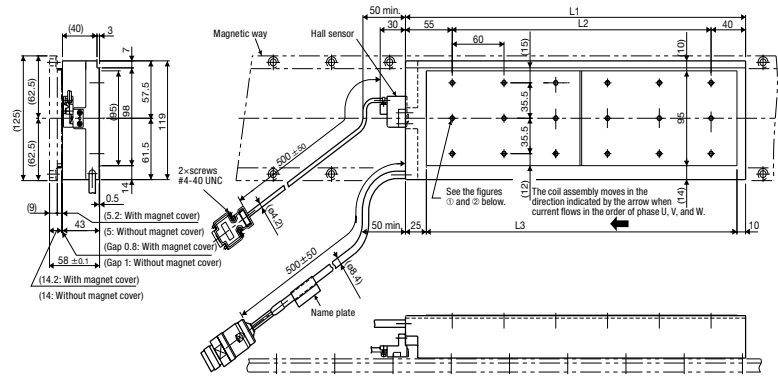 50 min.
L1
(40)
3
30
55
L2
40
Magnetic way
Hall sensor
60
7
(15)
(10)
(125)
(62.5)
(62.5)
(95)
98
57.5
61.5
119
35.5
35.5
95
500±50
2×screws
#4-40 UNC
(ø4.2)
14
0.5
(12)
(14)
See the figures
① and ② below.
The coil assembly moves in the
direction indicated by the arrow when
current flows in the order of phase U, V, and W.
(9)
(5.2: With magnet cover)
43
(5: Without magnet cover)
(Gap 0.8: With magnet cover)
58 ±0.1
(Gap 1: Without magnet cover)
(14.2: With magnet cover)
(14: Without magnet cover)
50 min.
25
L3
10
500±50
(ø8.4)
Name plate